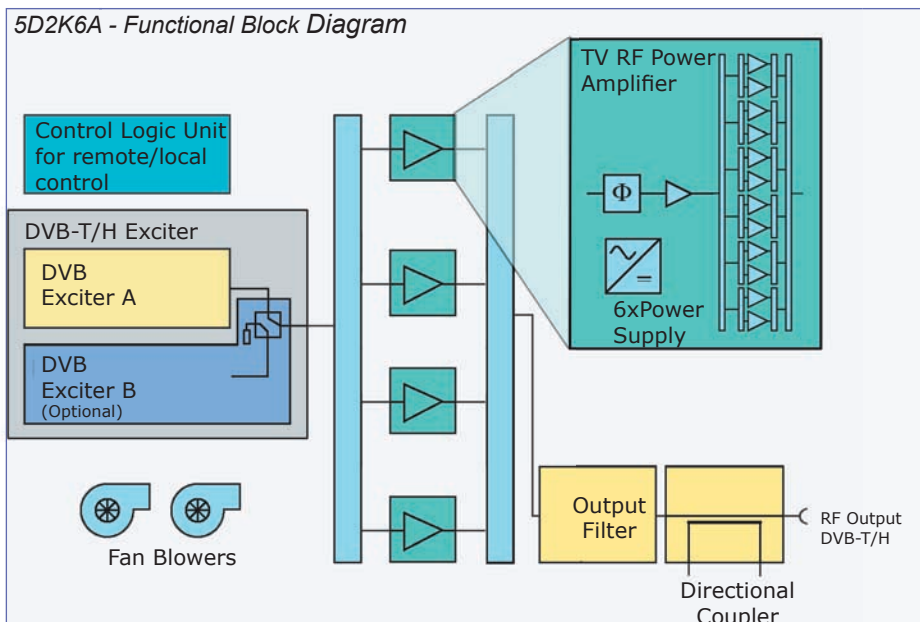 5D2K6A - Functional Block Diagram
TV RF Power
Amplifier
Control Logic Unit
for remote/local
control
Φ
DVB-T/H Exciter
DVB
Exciter A
6xPower
Supply
DVB
Exciter B
(Optional)
Output
Filter
RF Output
DVB-T/H
Fan Blowers
Directional
Coupler